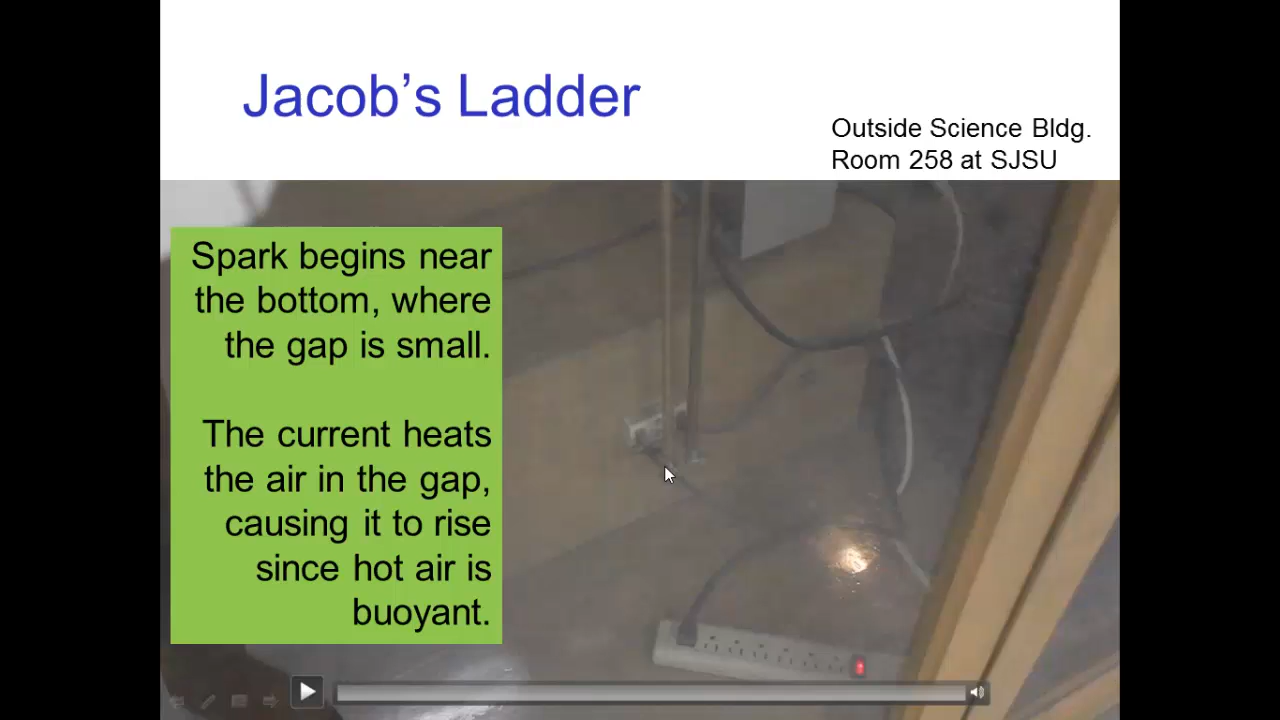 Jacob’s Ladder
Outside Science Bldg.
Room 258 at SJSU
Spark begins near
the bottom, where
the gap is small.
The current heats
the air in the gap,
causing it to rise
since hot air is
buoyant.